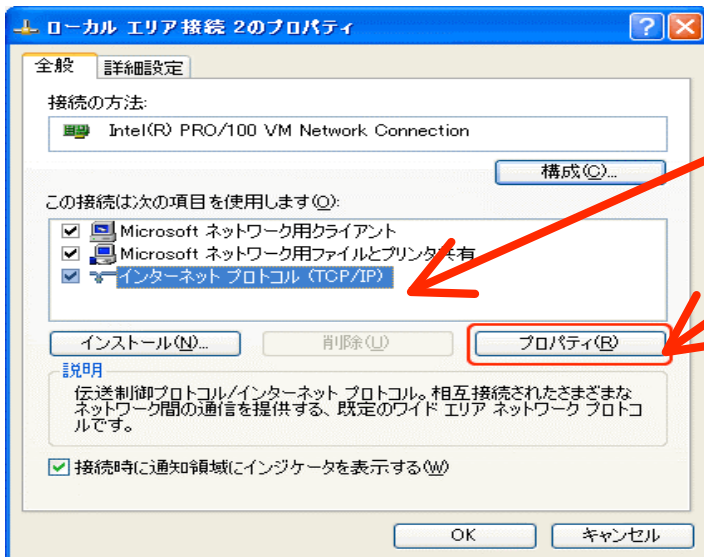 ローカル エリア接続 2のプロパティ
全般
詳細設定
接続の方法:
Intel(R) PRO/100 VM Network Connection
構成(C)...
この接続は次の項目を使用します(O):
Microsoft ネットワーク用クライアント
Microsoft ネットワーク用ファイルとプリンタ共有
インターネット プロトコル (TCP/IP)
インストール(N)...
削除(U)
プロパティ(R)
説明
伝送制御プロトコル/インターネット プロトコル。相互接続されたさまざまな
ネットワーク間の通信を提供する、既定のワイド エリア ネットワーク プロトコ
ルです。
接続時に通知領域にインジケータを表示する(W)
OK
キャンセル